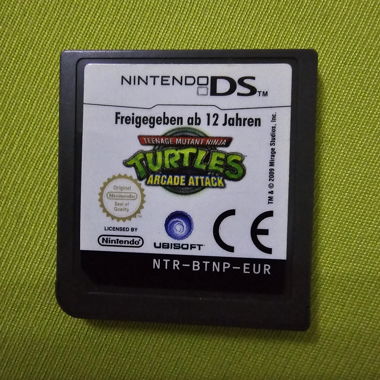 NINTENDO DS TM
Freigegeben ab 12 Jahren
TEENAGE MUTANT NINJA
TURTLES
ARCADE ATTACK
TM & © 2009 Mirage Studios. ®
Original
Nintendo
Seal of
Quality
LICENSED BY
Nintendo®
UBISOFT
CE
NTR-BTNP-EUR